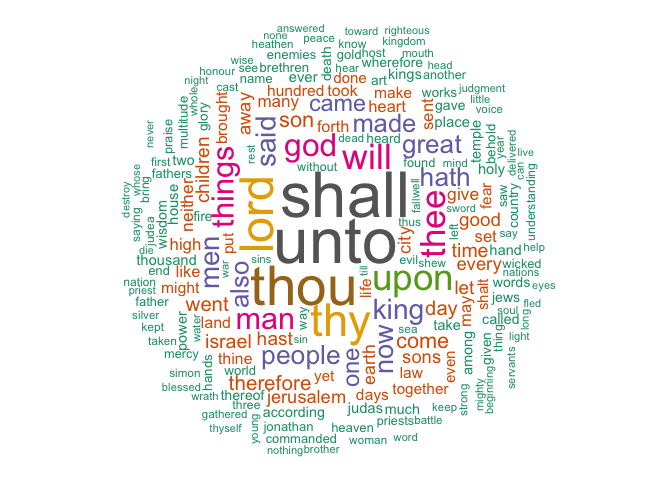 answered
none peace toward righteous
heathen host know kingdom
enemies death gold wherefore mouth
wise see brethren hear head
honour name ever done art kings another
night cast hundred took make works judgment
whole many came heart sent gave little
multitude glory brought away son forth made place voice
never praise said dead heard great temple behold year delivered
first two children god will found mind hath holy live
fathers neither things rest without shall thee give fear saw can
destroy whose bring house lord fall well sword good country understanding
saying wisdom fire unto thus city left set say
judea put sins evil shew time hand help
die high men war thou till upon every wicked nations
thousand also life let words eyes
end like
nation might man way thy sea king day may shalt jews soul fled
priest went now take called long
father power land sin come among things given light
silver water israel hast people one earth sons even
kept thine law
taken mercy world yet together servants
simon hands therefore days strong mighty beginning
blessed thereof jerusalem judas much keep
wrath three according
gathered young jonathan heaven priests battle
thyself commanded woman word
nothing brother